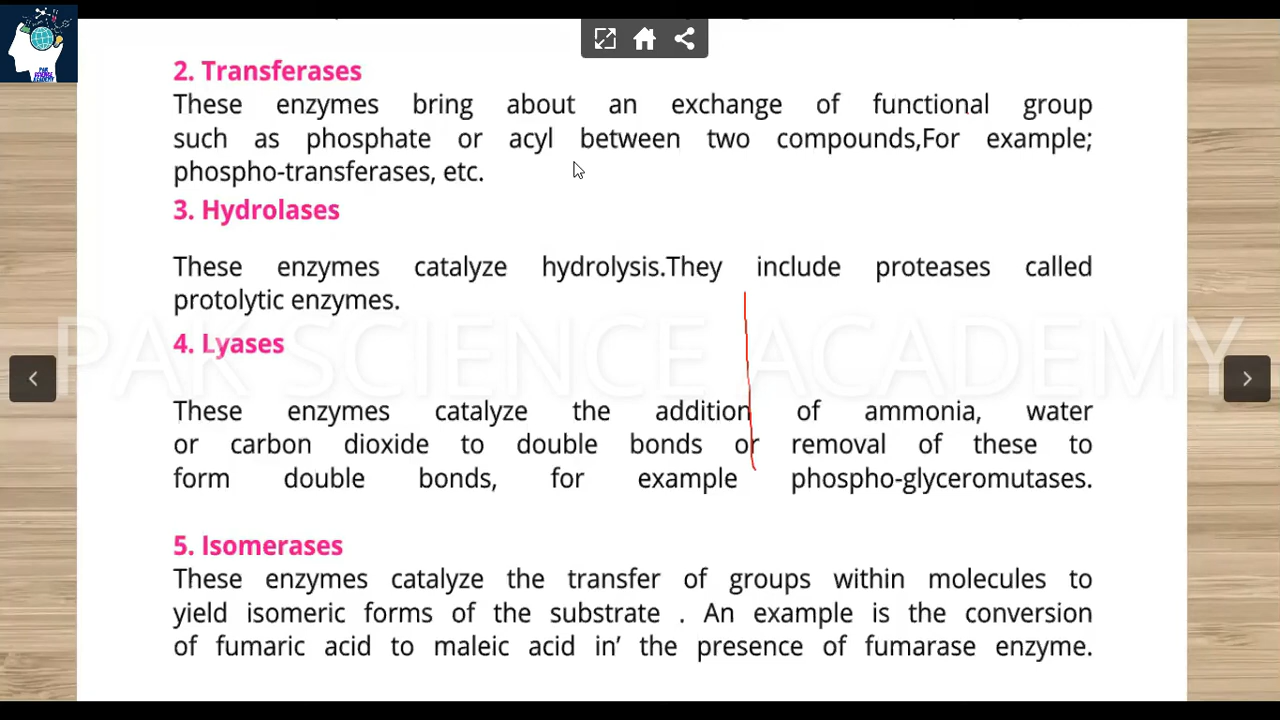 2. Transferases
These enzymes bring about an exchange of functional group
such as phosphate or acyl between two compounds,For example;
phospho-transferases, etc.
3. Hydrolases
These enzymes catalyze hydrolysis.They include proteases called
protolytic enzymes.
PAK SCIENCE ACADEMY
4. Lyases
These enzymes catalyze the addition of ammonia, water
or carbon dioxide to double bonds or removal of these to
form double bonds, for example phospho-glyceromutases.
5. Isomerases
These enzymes catalyze the transfer of groups within molecules to
yield isomeric forms of the substrate . An example is the conversion
of fumaric acid to maleic acid in’ the presence of fumarase enzyme.